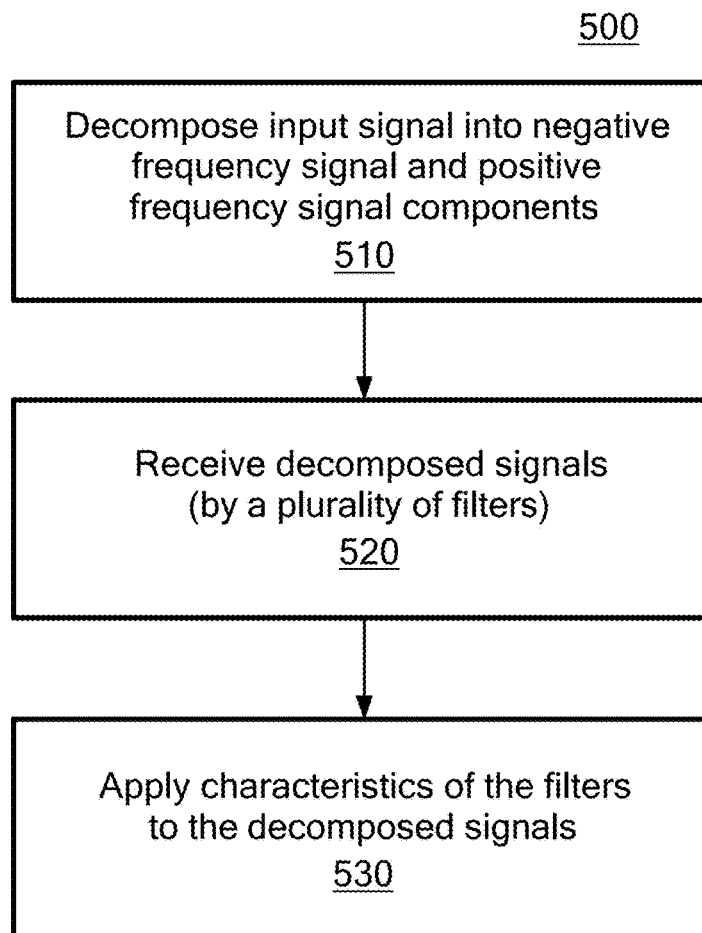 500
Decompose input signal into negative
frequency signal and positive
frequency signal components
510
Receive decomposed signals
(by a plurality of filters)
520
Apply characteristics of the filters
to the decomposed signals
530